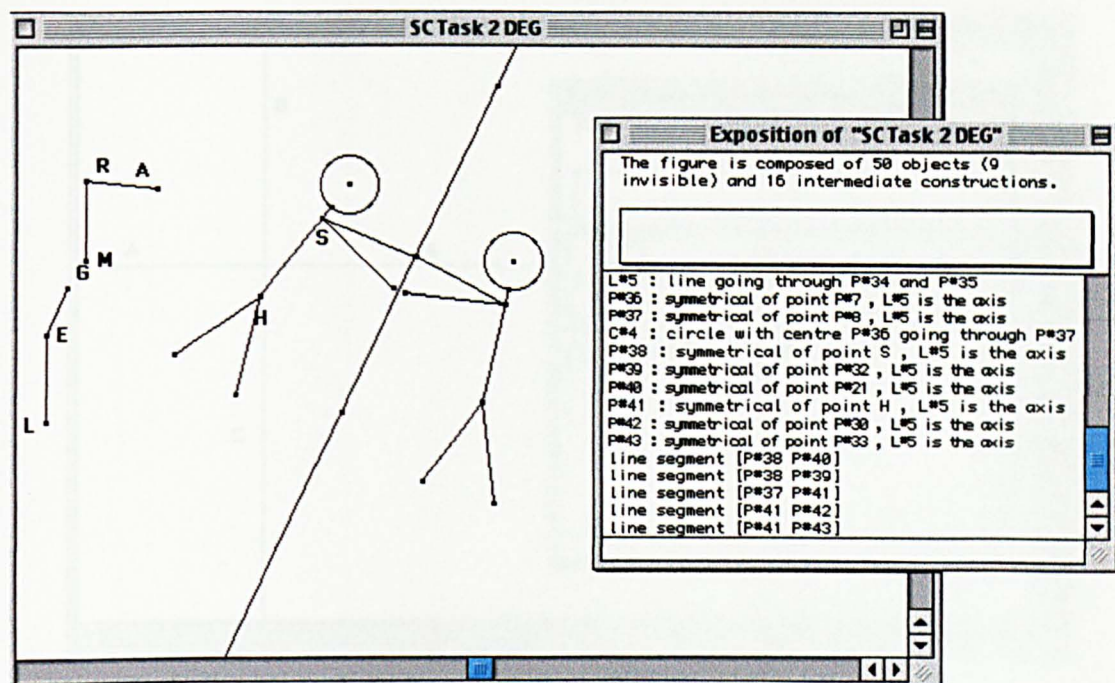 SCTask 2 DEG
R A
S
M
G
H
E
L
Exposition of "SCTask 2 DEG"
The figure is composed of 50 objects (9
invisible) and 16 intermediate constructions.
L#5 : line going through P#34 and P#35
P#36 : symmetrical of point P#7 , L#5 is the axis
P#37 : symmetrical of point P#8 , L#5 is the axis
C#4 : circle with centre P#36 going through P#37
P#38 : symmetrical of point S , L#5 is the axis
P#39 : symmetrical of point P#32 , L#5 is the axis
P#40 : symmetrical of point P#21 , L#5 is the axis
P#41 : symmetrical of point H , L#5 is the axis
P#42 : symmetrical of point P#30 , L#5 is the axis
P#43 : symmetrical of point P#33 , L#5 is the axis
line segment [P#38 P#40]
line segment [P#38 P#39]
line segment [P#37 P#41]
line segment [P#41 P#42]
line segment [P#41 P#43]